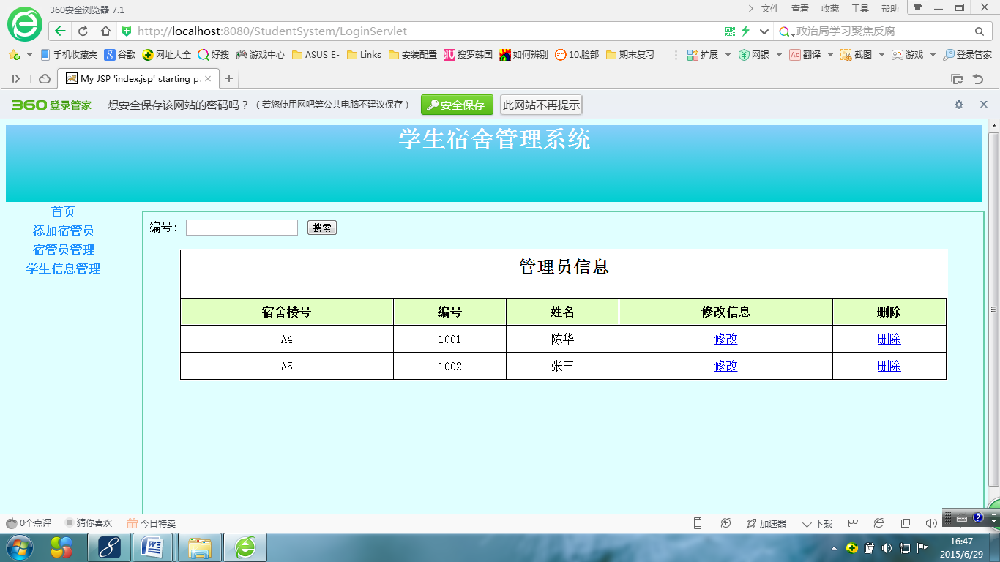 360安全浏览器 7.1
文件 查看 收藏 工具 帮助
http://localhost:8080/StudentSystem/LoginServlet
政治局学习聚焦反腐
手机收藏夹 谷歌 网址大全 好搜 游戏中心 ASUS E- Links 安装配置 搜罗韩国 如何辨别 10.脸部 期末复习 扩展 网银 翻译 截图 游戏 登录管家
My JSP 'index.jsp' starting p
360 登录管家 想安全保存该网站的密码吗？（若您使用网吧等公共电脑不建议保存） 安全保存 此网站不再提示
学生宿舍管理系统
首页
添加宿管员
宿管员管理
学生信息管理
编号： 搜索
管理员信息
宿舍楼号 编号 姓名 修改信息 删除
A4 1001 陈华 修改 删除
A5 1002 张三 修改 删除
0个点评 猜你喜欢 今日特卖 加速器 下载
16:47
2015/6/29